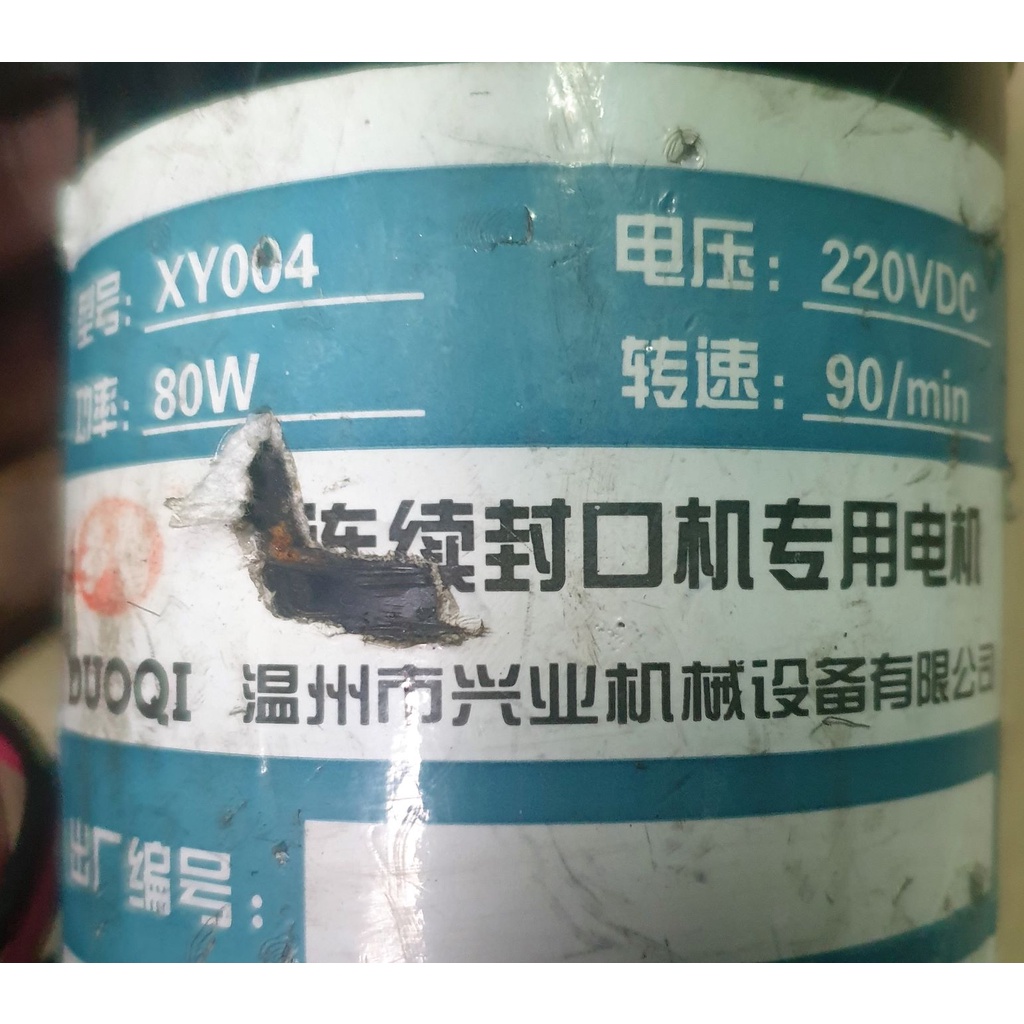 型号: XY004 电压: 220VDC
功率: 80W 转速: 90/min
连续封口机专用电机
DUOQI 温州市兴业机械设备有限公司
出厂编号: